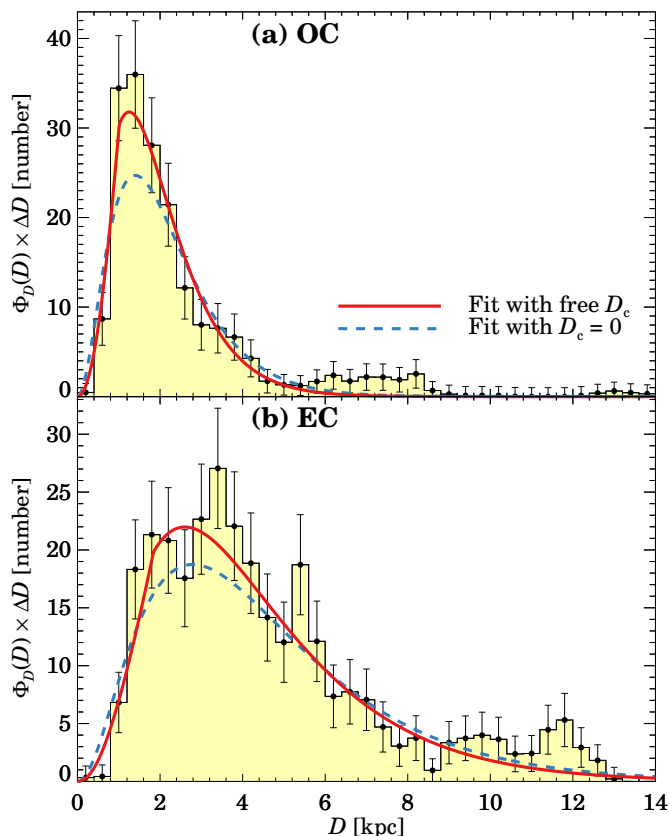 (a) OC
Φ_D(D) × ΔD [number]
40
30
20
10
0
Fit with free D_c
Fit with D_c = 0
(b) EC
Φ_D(D) × ΔD [number]
30
25
20
15
10
5
0
0 2 4 6 8 10 12 14
D [kpc]